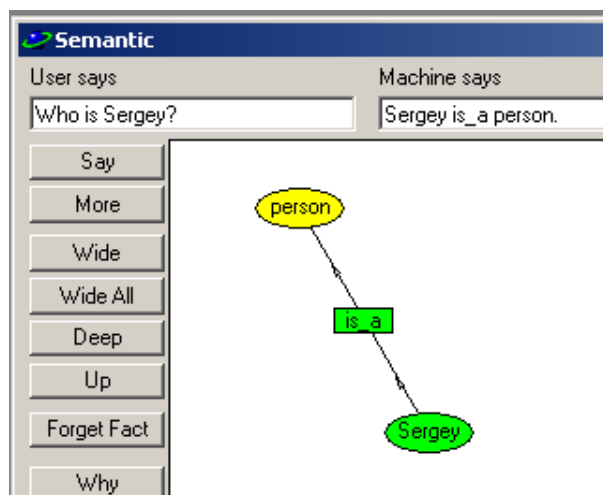 Semantic
User says
Machine says
Who is Sergey?
Sergey is_a person.
Say
More
Wide
Wide All
Deep
Up
Forget Fact
Why
person
is_a
Sergey